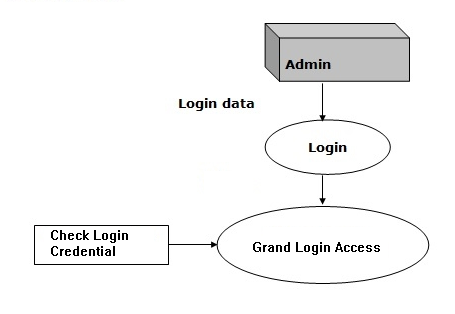 Admin
Login data
Login
Check Login
Credential
Grand Login Access